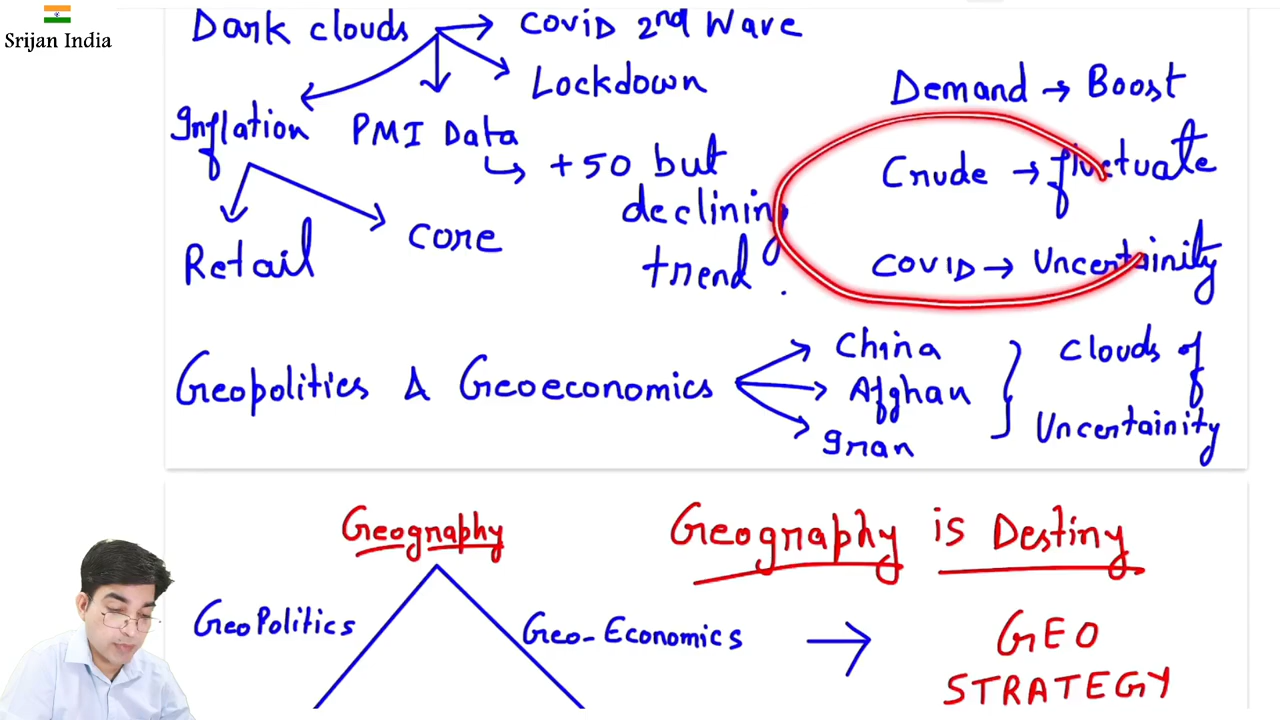 Srijan India
Dark clouds → Covid 2nd Wave
Lockdown
Inflation PMI Data
↳ +50 but
declining
trend
Retail core
Demand → Boost
Crude → fluctuate
COVID → Uncertainity
Geopolitics & Geoeconomics
China
Afghan
Iran
Clouds of
Uncertainity
Geography
Geography is Destiny
GeoPolitics Geo-Economics →
GEO
STRATEGY